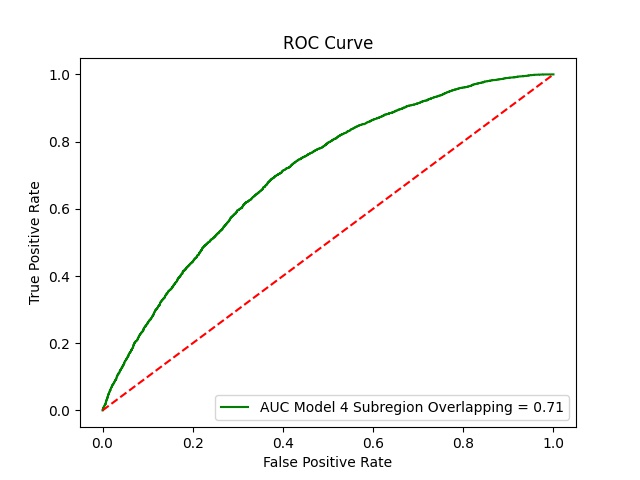 ROC Curve
True Positive Rate
1.0
0.8
0.6
0.4
0.2
0.0
AUC Model 4 Subregion Overlapping = 0.71
0.0 0.2 0.4 0.6 0.8 1.0
False Positive Rate